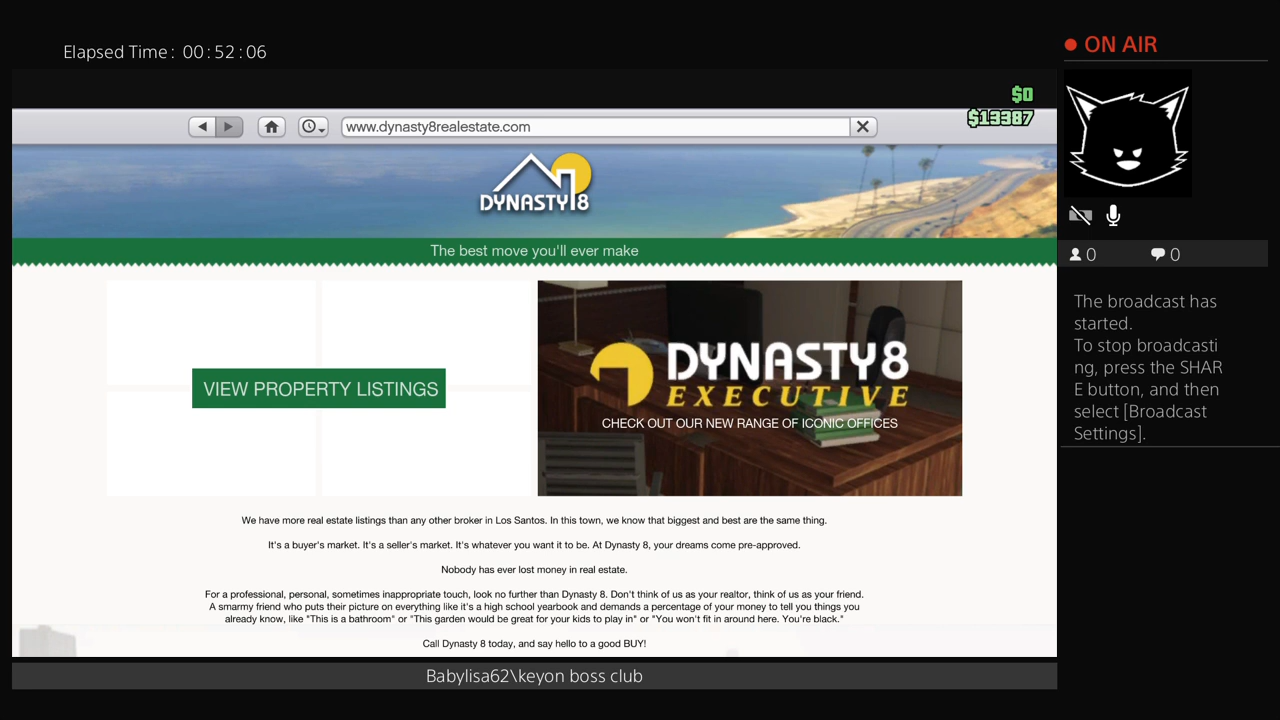 Elapsed Time: 00:52:06
ON AIR
$0
$13387
www.dynasty8realestate.com
DYNASTY8
The best move you'll ever make
VIEW PROPERTY LISTINGS
DYNASTY8
EXECUTIVE
CHECK OUT OUR NEW RANGE OF ICONIC OFFICES
0
0
The broadcast has
started.
To stop broadcasti
ng, press the SHAR
E button, and then
select [Broadcast
Settings].
We have more real estate listings than any other broker in Los Santos. In this town, we know that biggest and best are the same thing.
It's a buyer's market. It's a seller's market. It's whatever you want it to be. At Dynasty 8, your dreams come pre-approved.
Nobody has ever lost money in real estate.
For a professional, personal, sometimes inappropriate touch, look no further than Dynasty 8. Don't think of us as your realtor, think of us as your friend.
A smarmy friend who puts their picture on everything like it's a high school yearbook and demands a percentage of your money to tell you things you
already know, like "This is a bathroom" or "This garden would be great for your kids to play in" or "You won't fit in around here. You're black."
Call Dynasty 8 today, and say hello to a good BUY!
Babylisa62\keyon boss club